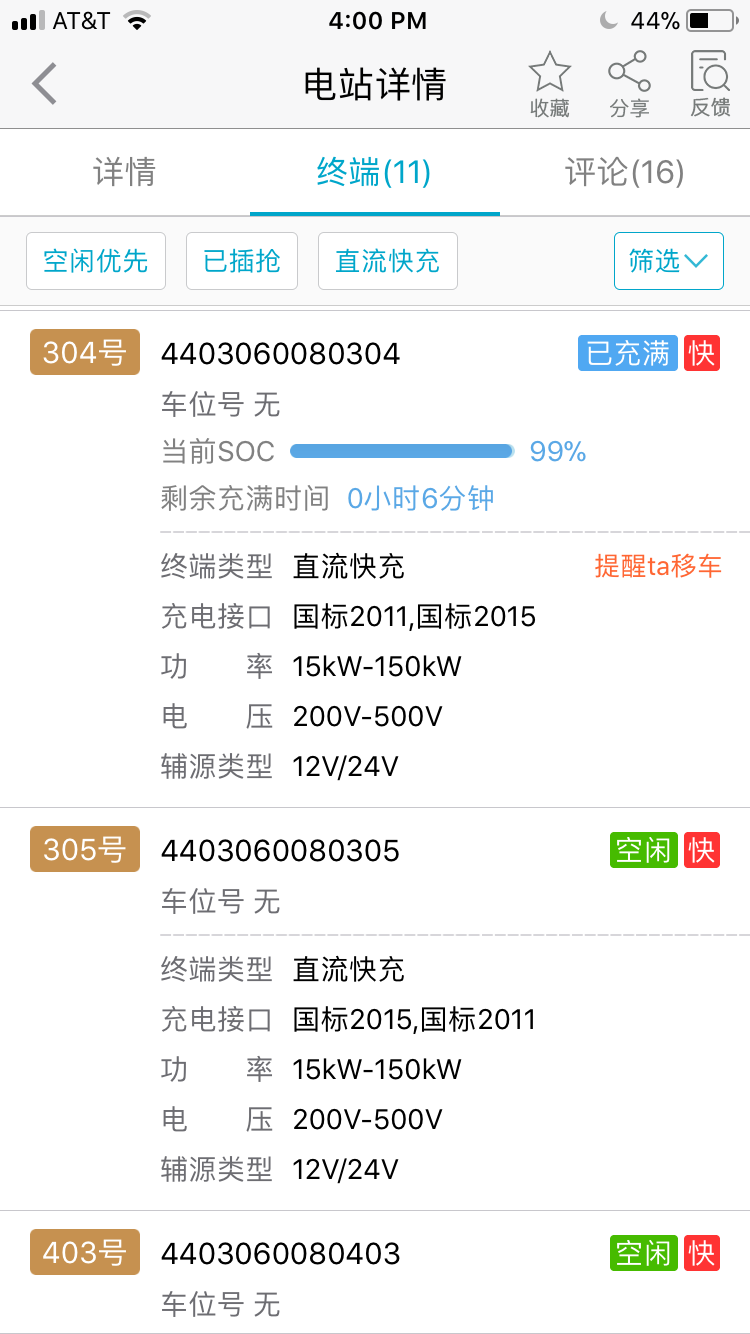 AT&T 4:00 PM 44%
电站详情
收藏 分享 反馈
详情 终端(11) 评论(16)
空闲优先 已插抢 直流快充 筛选
304号 4403060080304 已充满 快
车位号 无
当前SOC 99%
剩余充满时间 0小时6分钟
终端类型 直流快充 提醒ta移车
充电接口 国标2011,国标2015
功率 15kW-150kW
电压 200V-500V
辅源类型 12V/24V
305号 4403060080305 空闲 快
车位号 无
终端类型 直流快充
充电接口 国标2015,国标2011
功率 15kW-150kW
电压 200V-500V
辅源类型 12V/24V
403号 4403060080403 空闲 快
车位号 无